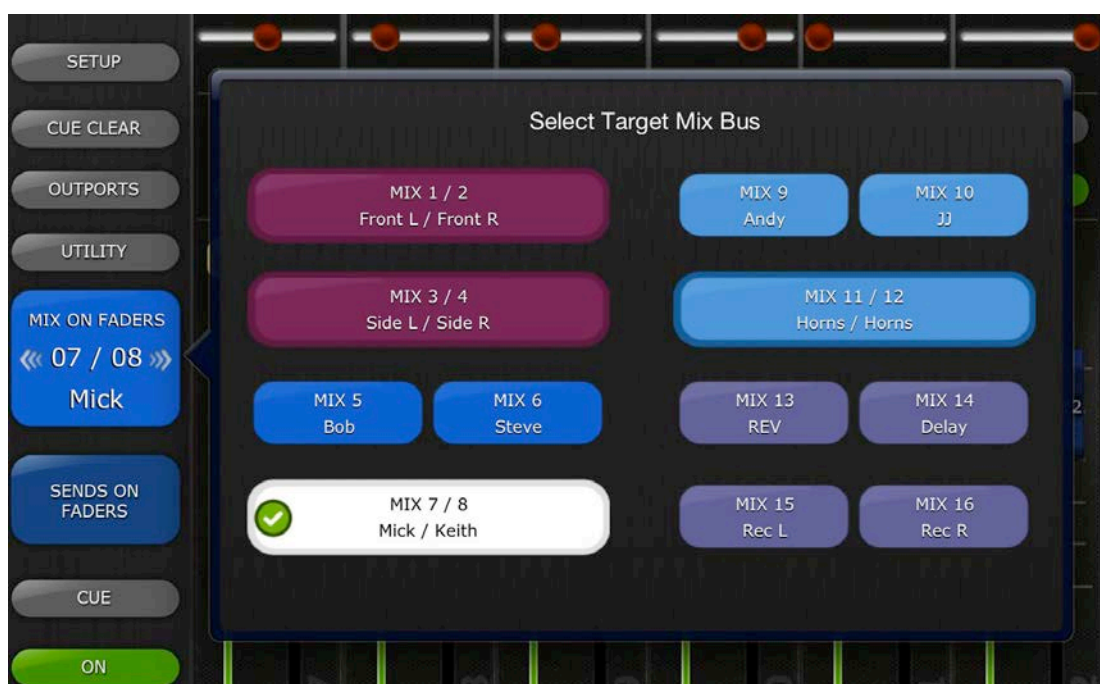 SETUP
CUE CLEAR
OUTPORTS
UTILITY
MIX ON FADERS
07 / 08
Mick
SENDS ON
FADERS
CUE
ON
Select Target Mix Bus
MIX 1 / 2
Front L / Front R
MIX 3 / 4
Side L / Side R
MIX 5
Bob
MIX 6
Steve
MIX 7 / 8
Mick / Keith
MIX 9
Andy
MIX 10
JJ
MIX 11 / 12
Horns / Horns
MIX 13
REV
MIX 14
Delay
MIX 15
Rec L
MIX 16
Rec R
2